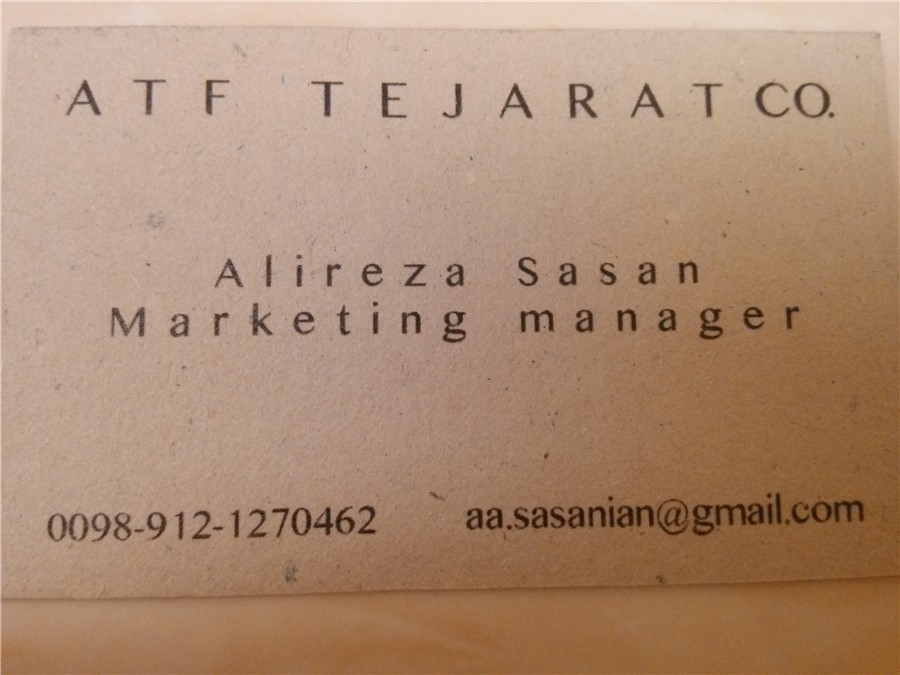 ATF TEJARAT CO.
Alireza Sasan
Marketing manager
0098-912-1270462 aa.sasanian@gmail.com